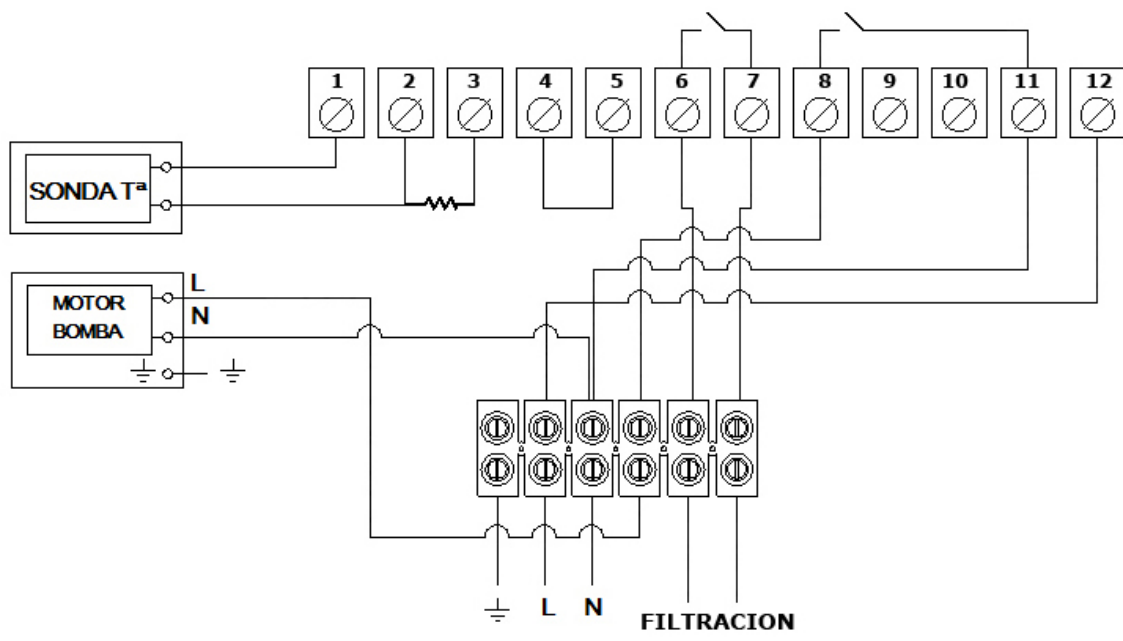 1 2 3 4 5 6 7 8 9 10 11 12
SONDA Tª
L
MOTOR
BOMBA
N
L N
FILTRACION